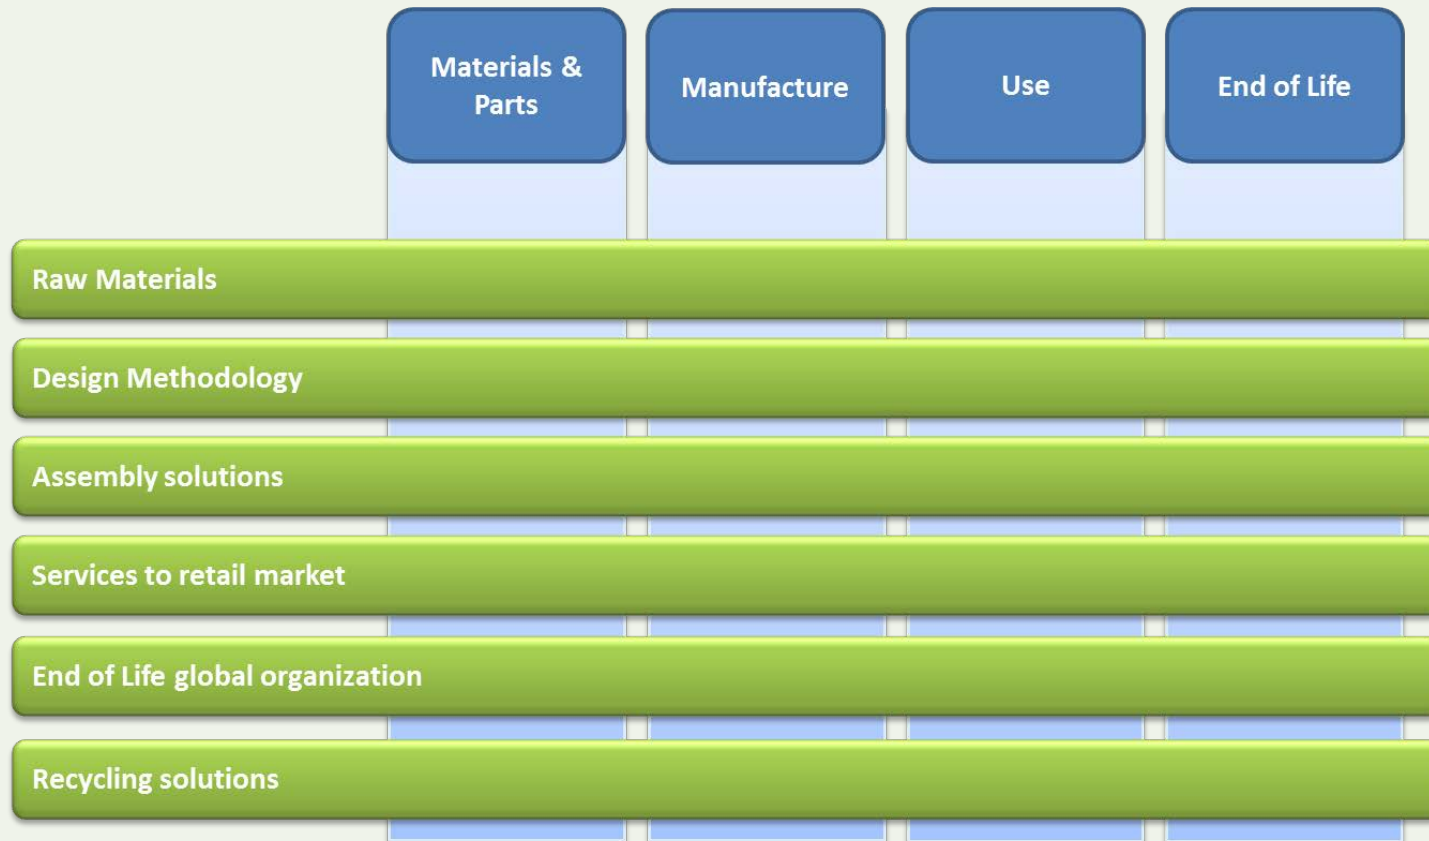 Materials &
Parts
Manufacture
Use
End of Life
Raw Materials
Design Methodology
Assembly solutions
Services to retail market
End of Life global organization
Recycling solutions